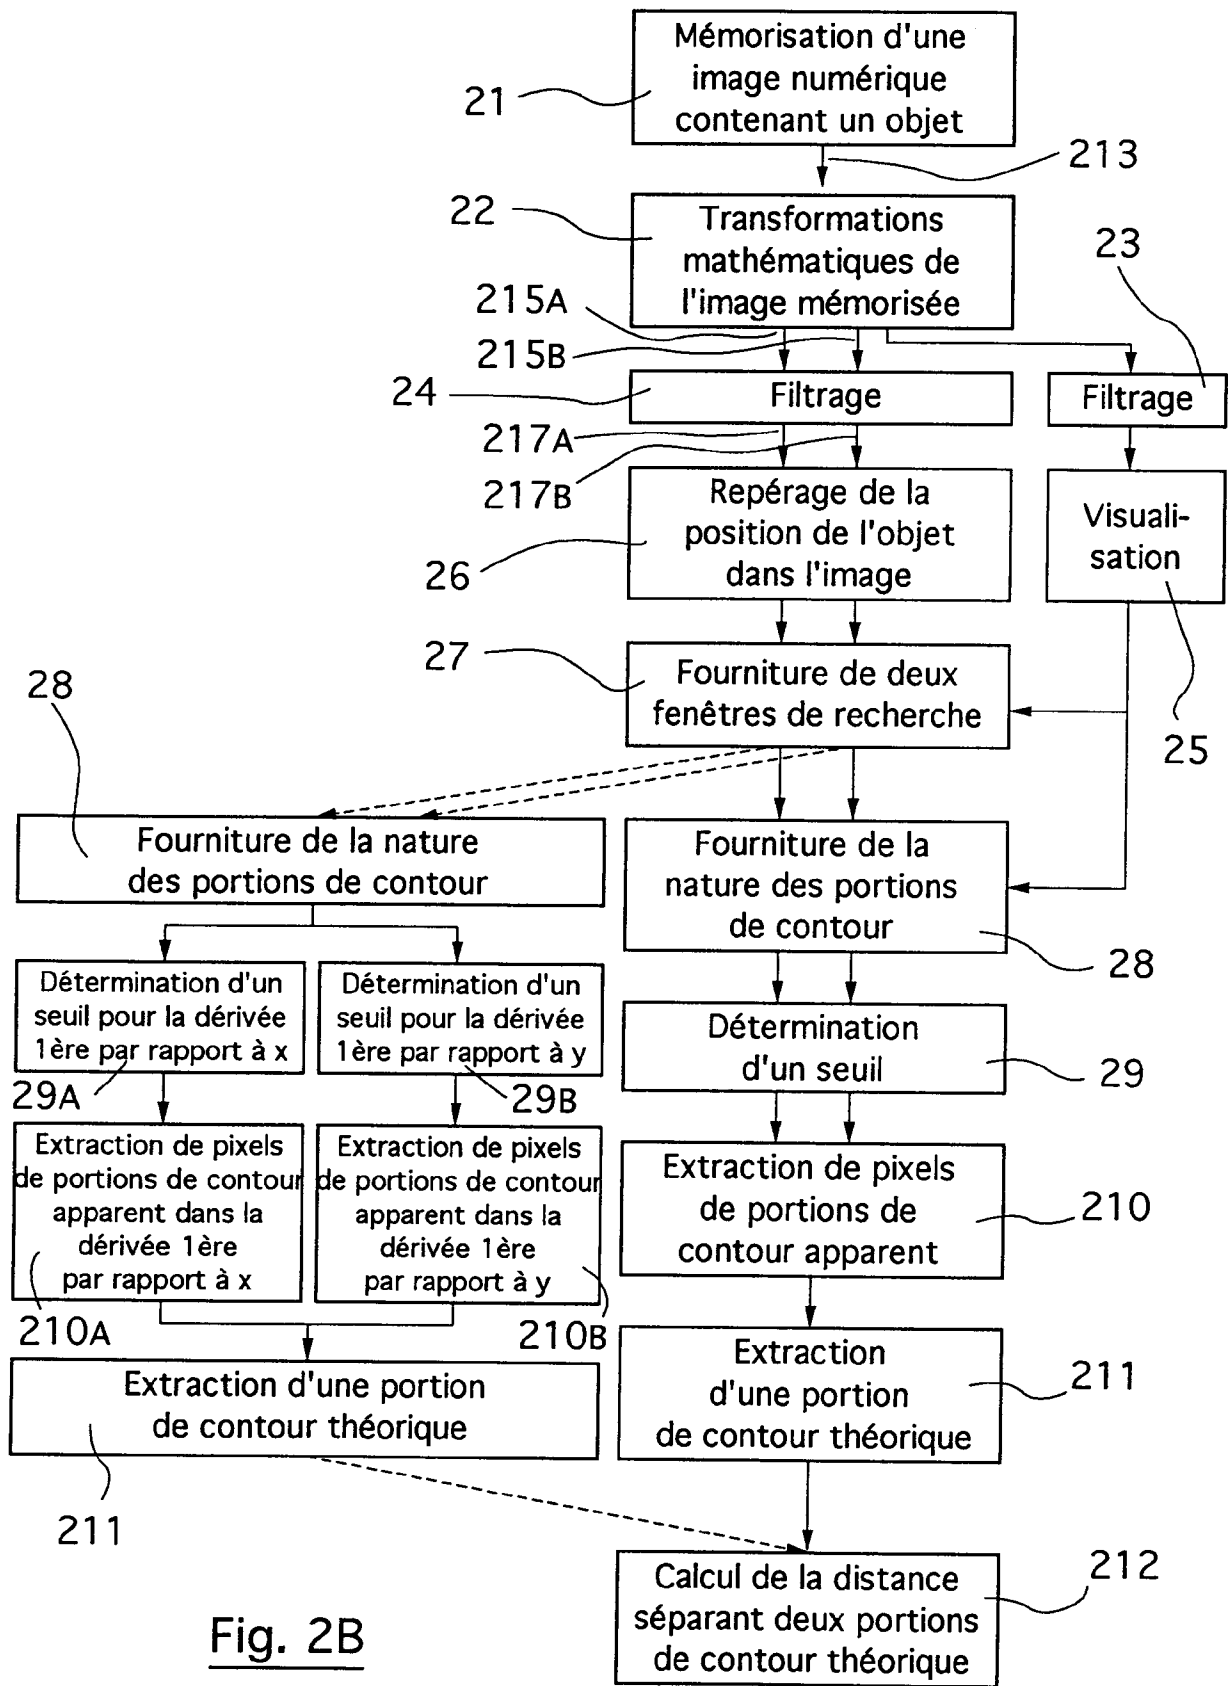 Mémorisation d'une
image numérique
contenant un objet
21
213
22
Transformations
mathématiques de
l'image mémorisée
23
215A
215B
24
Filtrage
Filtrage
217A
217B
Repérage de la
position de l'objet
dans l'image
26
Visuali-
sation
27
Fourniture de deux
fenêtres de recherche
25
28
Fourniture de la nature
des portions de contour
Fourniture de la
nature des portions
de contour
28
Détermination d'un
seuil pour la dérivée
1ère par rapport à x
29A
Détermination d'un
seuil pour la dérivée
1ère par rapport à y
29B
Détermination
d'un seuil
29
Extraction de pixels
de portions de contour
apparent dans la
dérivée 1ère
par rapport à x
210A
Extraction de pixels
de portions de contour
apparent dans la
dérivée 1ère
par rapport à y
210B
Extraction de pixels
de portions de
contour apparent
210
Extraction d'une portion
de contour théorique
211
Extraction
d'une portion
de contour théorique
211
Calcul de la distance
séparant deux portions
de contour théorique
212
Fig. 2B